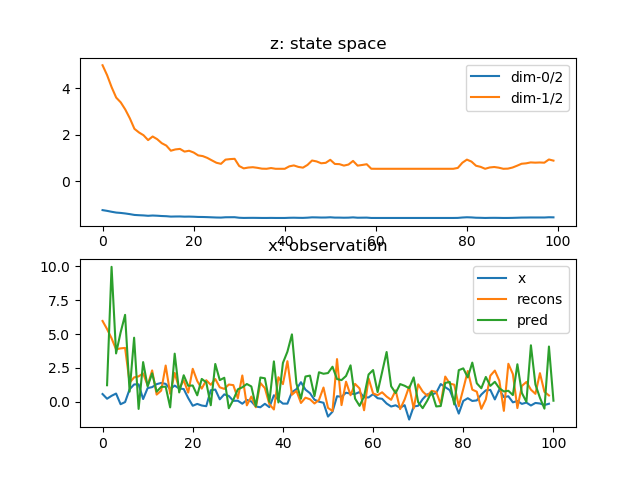 z: state space
4
2
0
dim-0/2
dim-1/2
0 20 40 60 80 100
x: observation
10.0
7.5
5.0
2.5
0.0
x
recons
pred
0 20 40 60 80 100